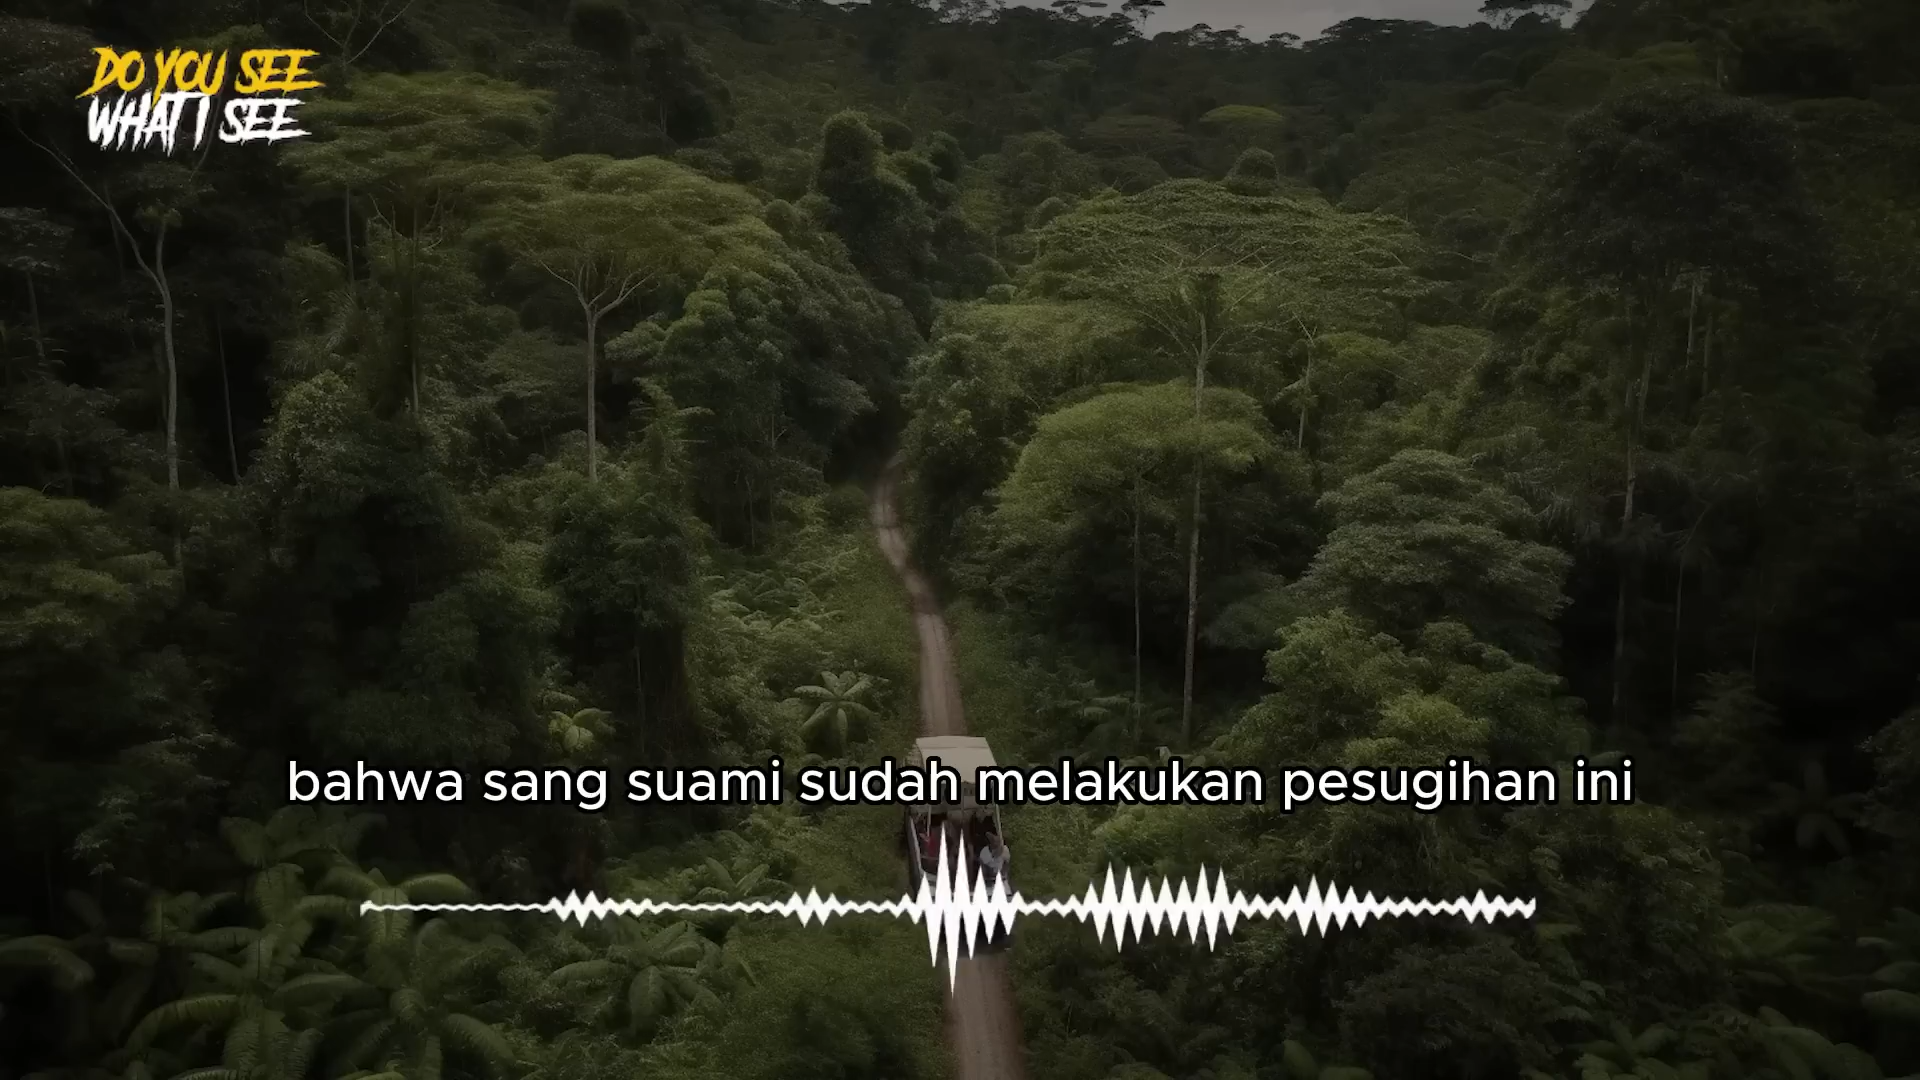 DO YOU SEE
WHAT I SEE
bahwa sang suami sudah melakukan pesugihan ini